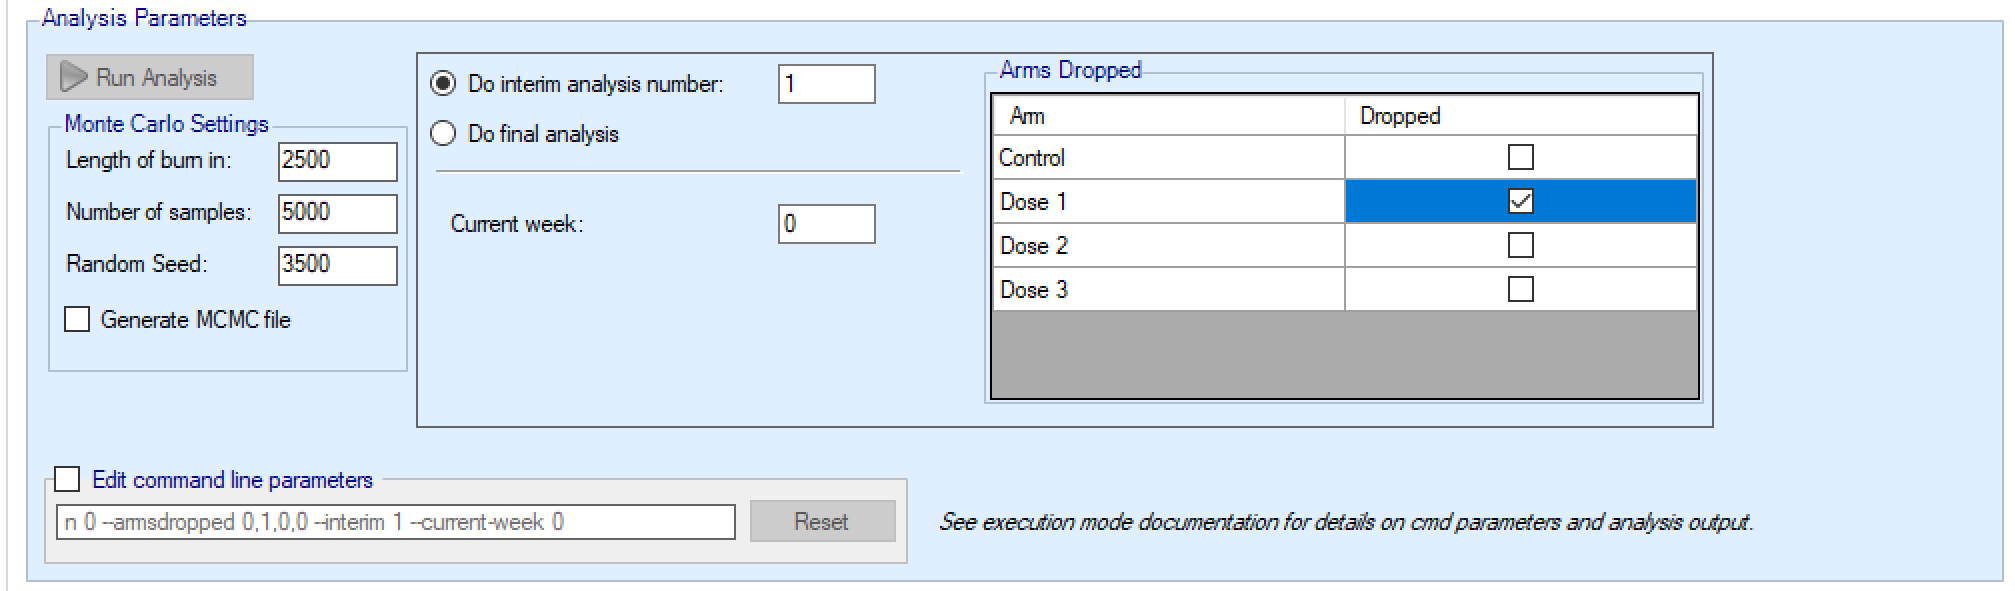 Analysis Parameters
Run Analysis
Monte Carlo Settings
Length of burn in: 2500
Number of samples: 5000
Random Seed: 3500
Generate MCMC file
Do interim analysis number: 1
Do final analysis
Current week: 0
Arms Dropped
Arm Dropped
Control
Dose 1
Dose 2
Dose 3
Edit command line parameters
n 0 --armsdropped 0,1,0,0 --interim 1 --current-week 0
Reset
See execution mode documentation for details on cmd parameters and analysis output.